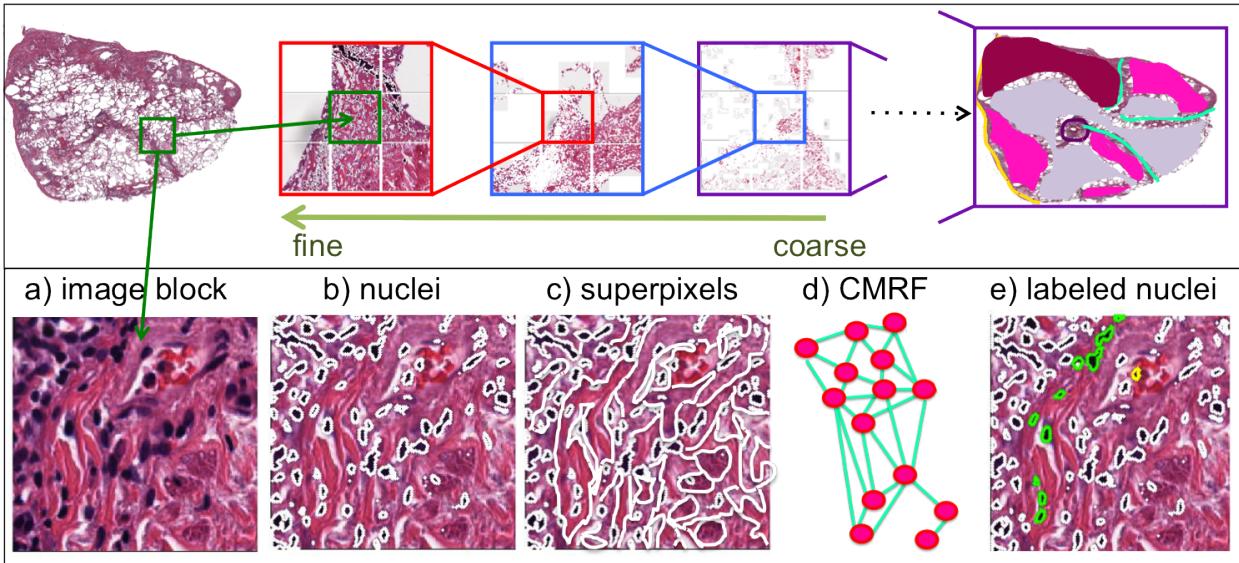 fine
coarse
a) image block
b) nuclei
c) superpixels
d) CMRF
e) labeled nuclei